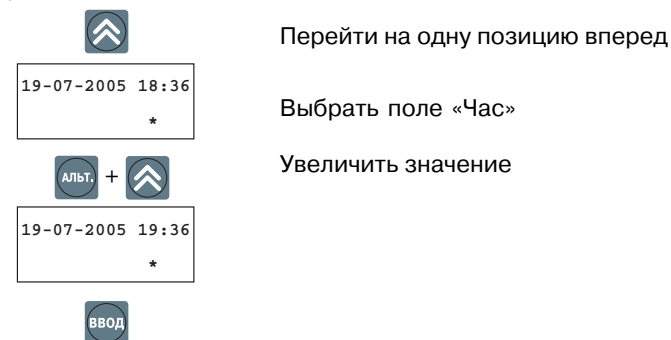 Перейти на одну позицию вперед
19-07-2005 18:36
*
Выбрать поле «Час»
АЛЬТ. +
Увеличить значение
19-07-2005 19:36
*
ВВОД